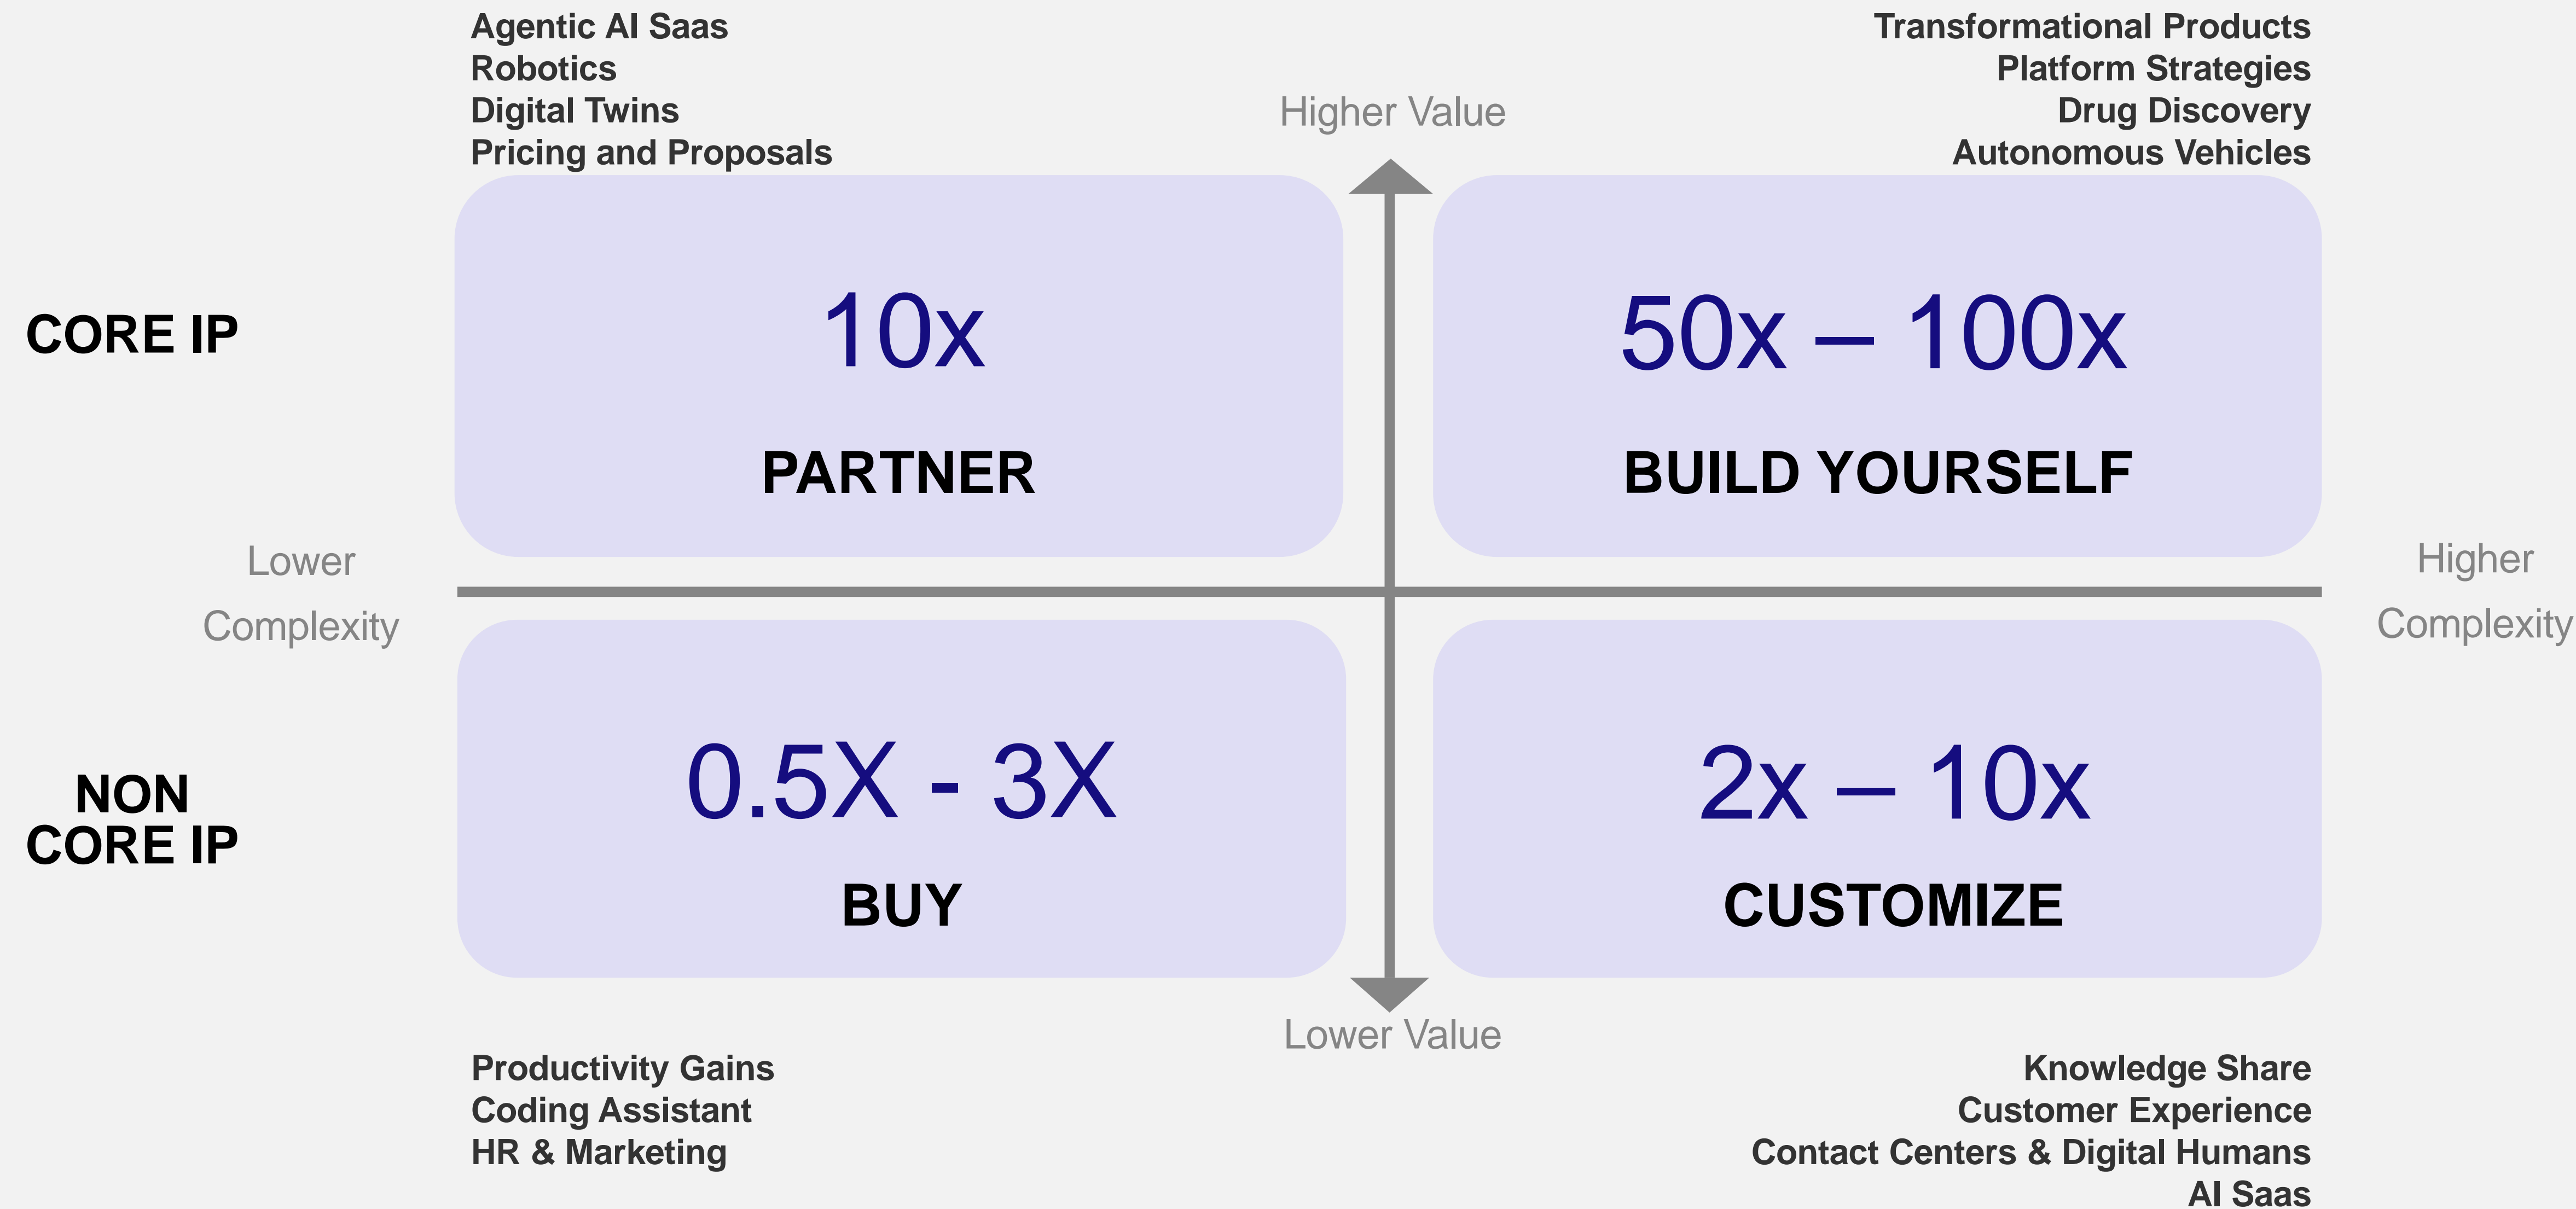 Agentic AI Saas
Robotics
Digital Twins
Pricing and Proposals
Higher Value
Transformational Products
Platform Strategies
Drug Discovery
Autonomous Vehicles
CORE IP
10x
PARTNER
50x – 100x
BUILD YOURSELF
Lower
Complexity
Higher
Complexity
NON
CORE IP
0.5X - 3X
BUY
2x – 10x
CUSTOMIZE
Lower Value
Productivity Gains
Coding Assistant
HR & Marketing
Knowledge Share
Customer Experience
Contact Centers & Digital Humans
AI Saas